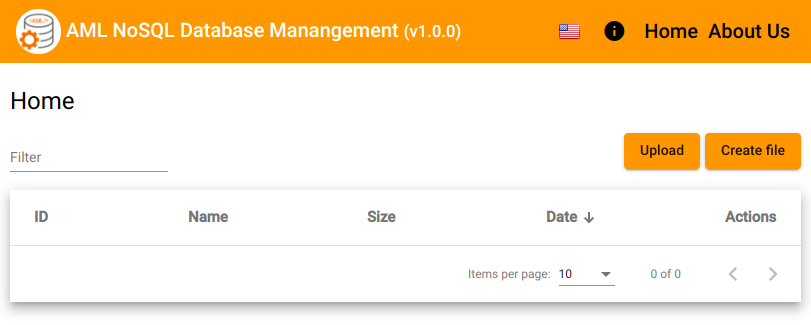 AML NoSQL Database Manangement (v1.0.0) Home About Us
Home
Filter
Upload Create file
ID Name Size Date Actions
Items per page: 10 0 of 0